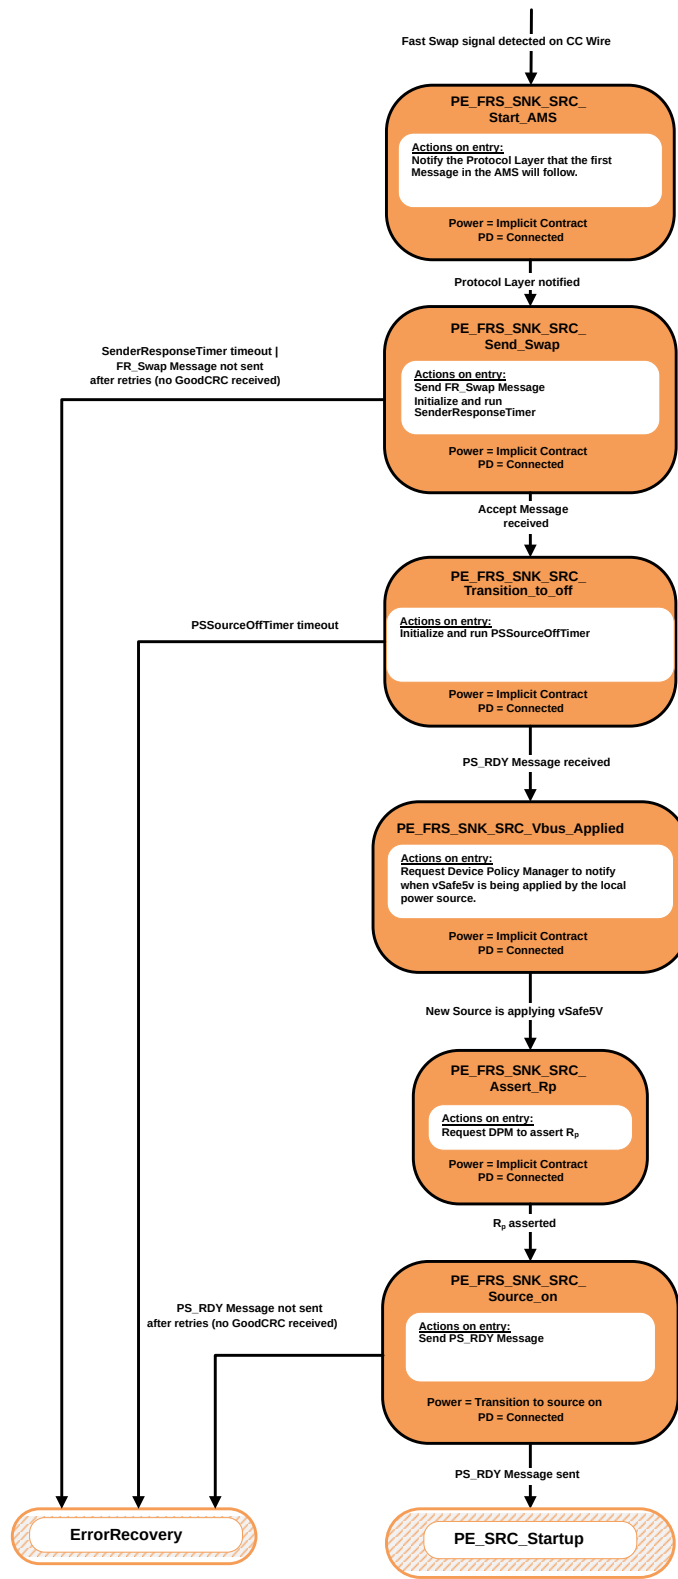 Fast Swap signal detected on CC Wire
PE_FRS_SNK_SRC_
Start_AMS
Actions on entry:
Notify the Protocol Layer that the first
Message in the AMS will follow.
Power = Implicit Contract
PD = Connected
Protocol Layer notified
PE_FRS_SNK_SRC_
Send_Swap
Actions on entry:
Send FR_Swap Message
Initialize and run
SenderResponseTimer
Power = Implicit Contract
PD = Connected
SenderResponseTimer timeout |
FR_Swap Message not sent
after retries (no GoodCRC received)
Accept Message
received
PE_FRS_SNK_SRC_
Transition_to_off
Actions on entry:
Initialize and run PSSourceOffTimer
Power = Implicit Contract
PD = Connected
PSSourceOffTimer timeout
PS_RDY Message received
PE_FRS_SNK_SRC_Vbus_Applied
Actions on entry:
Request Device Policy Manager to notify
when vSafe5v is being applied by the local
power source.
Power = Implicit Contract
PD = Connected
New Source is applying vSafe5V
PE_FRS_SNK_SRC_
Assert_Rp
Actions on entry:
Request DPM to assert Rp
Power = Implicit Contract
PD = Connected
Rp asserted
PE_FRS_SNK_SRC_
Source_on
Actions on entry:
Send PS_RDY Message
Power = Transition to source on
PD = Connected
PS_RDY Message not sent
after retries (no GoodCRC received)
PS_RDY Message sent
ErrorRecovery
PE_SRC_Startup